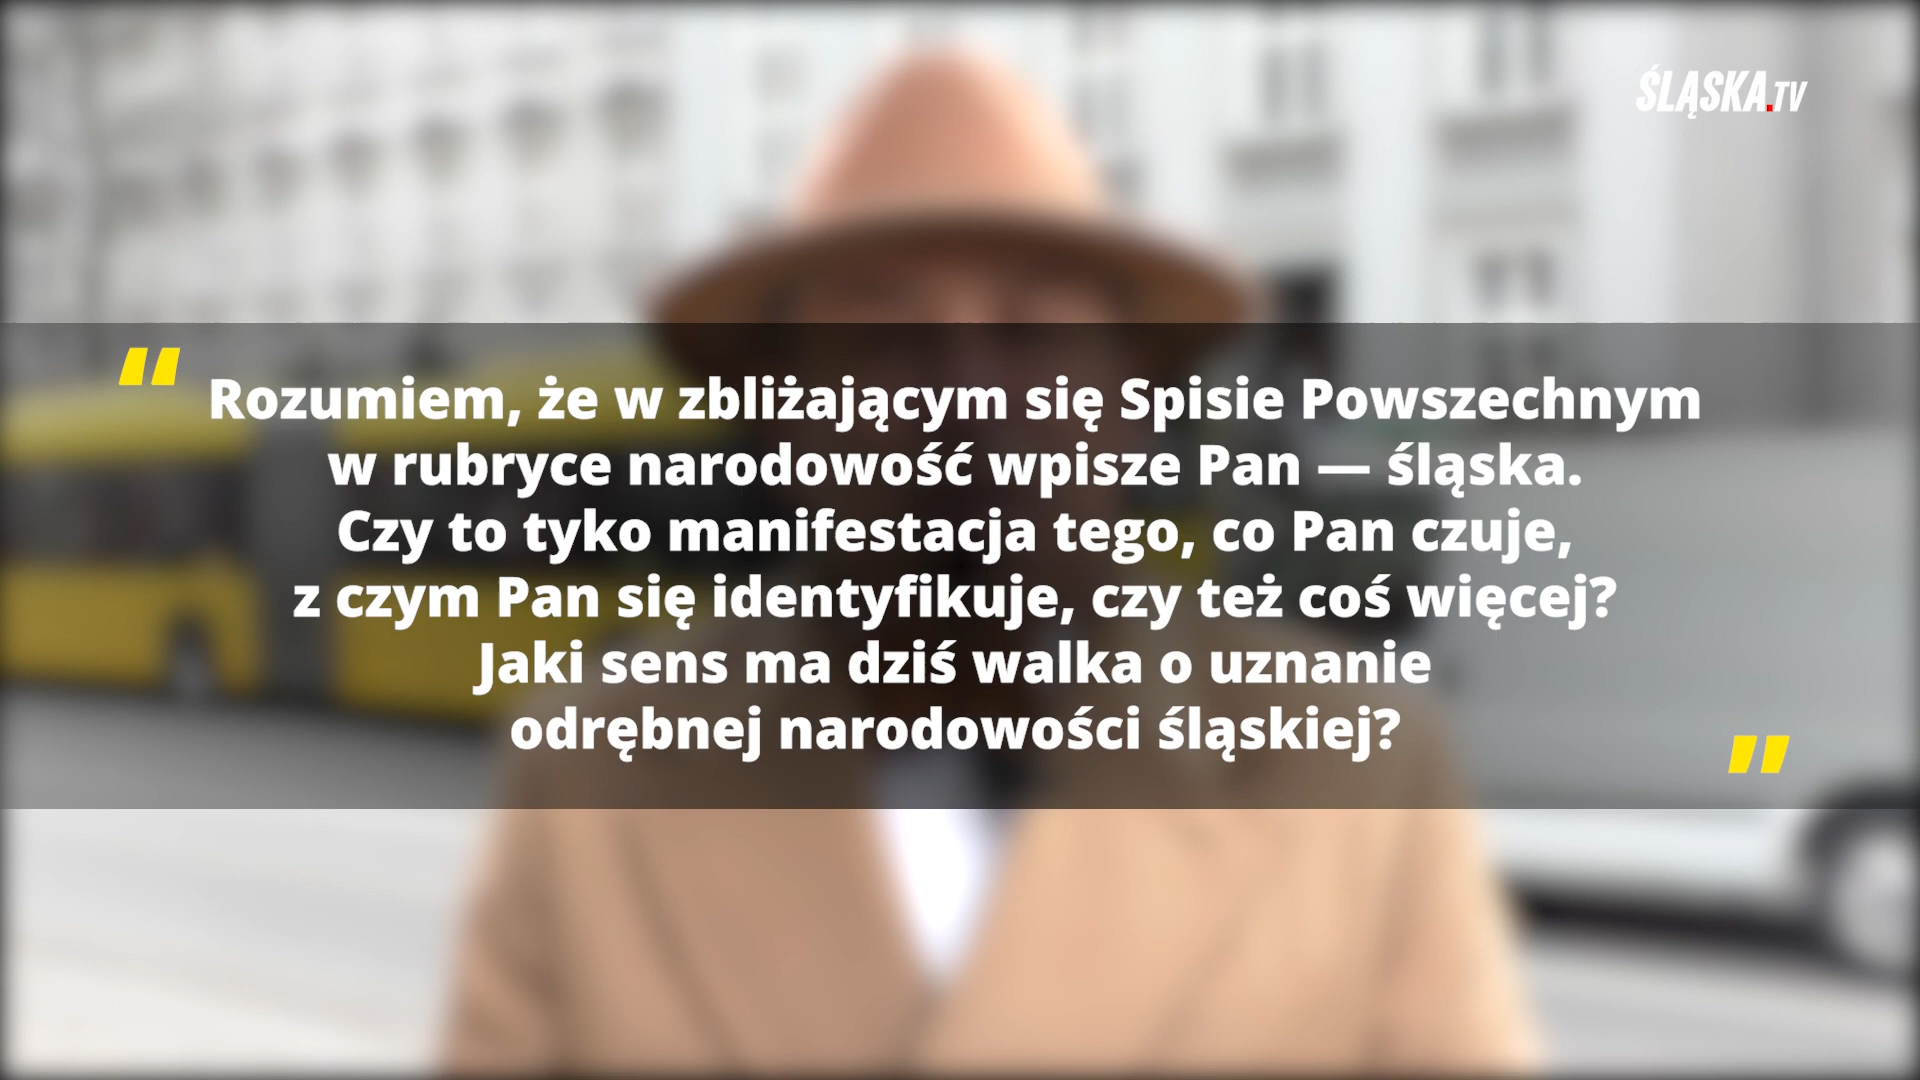 ŚLĄSKA.TV
“ Rozumiem, że w zbliżającym się Spisie Powszechnym
w rubryce narodowość wpisze Pan — śląska.
Czy to tyko manifestacja tego, co Pan czuje,
z czym Pan się identyfikuje, czy też coś więcej?
Jaki sens ma dziś walka o uznanie
odrębnej narodowości śląskiej? ”